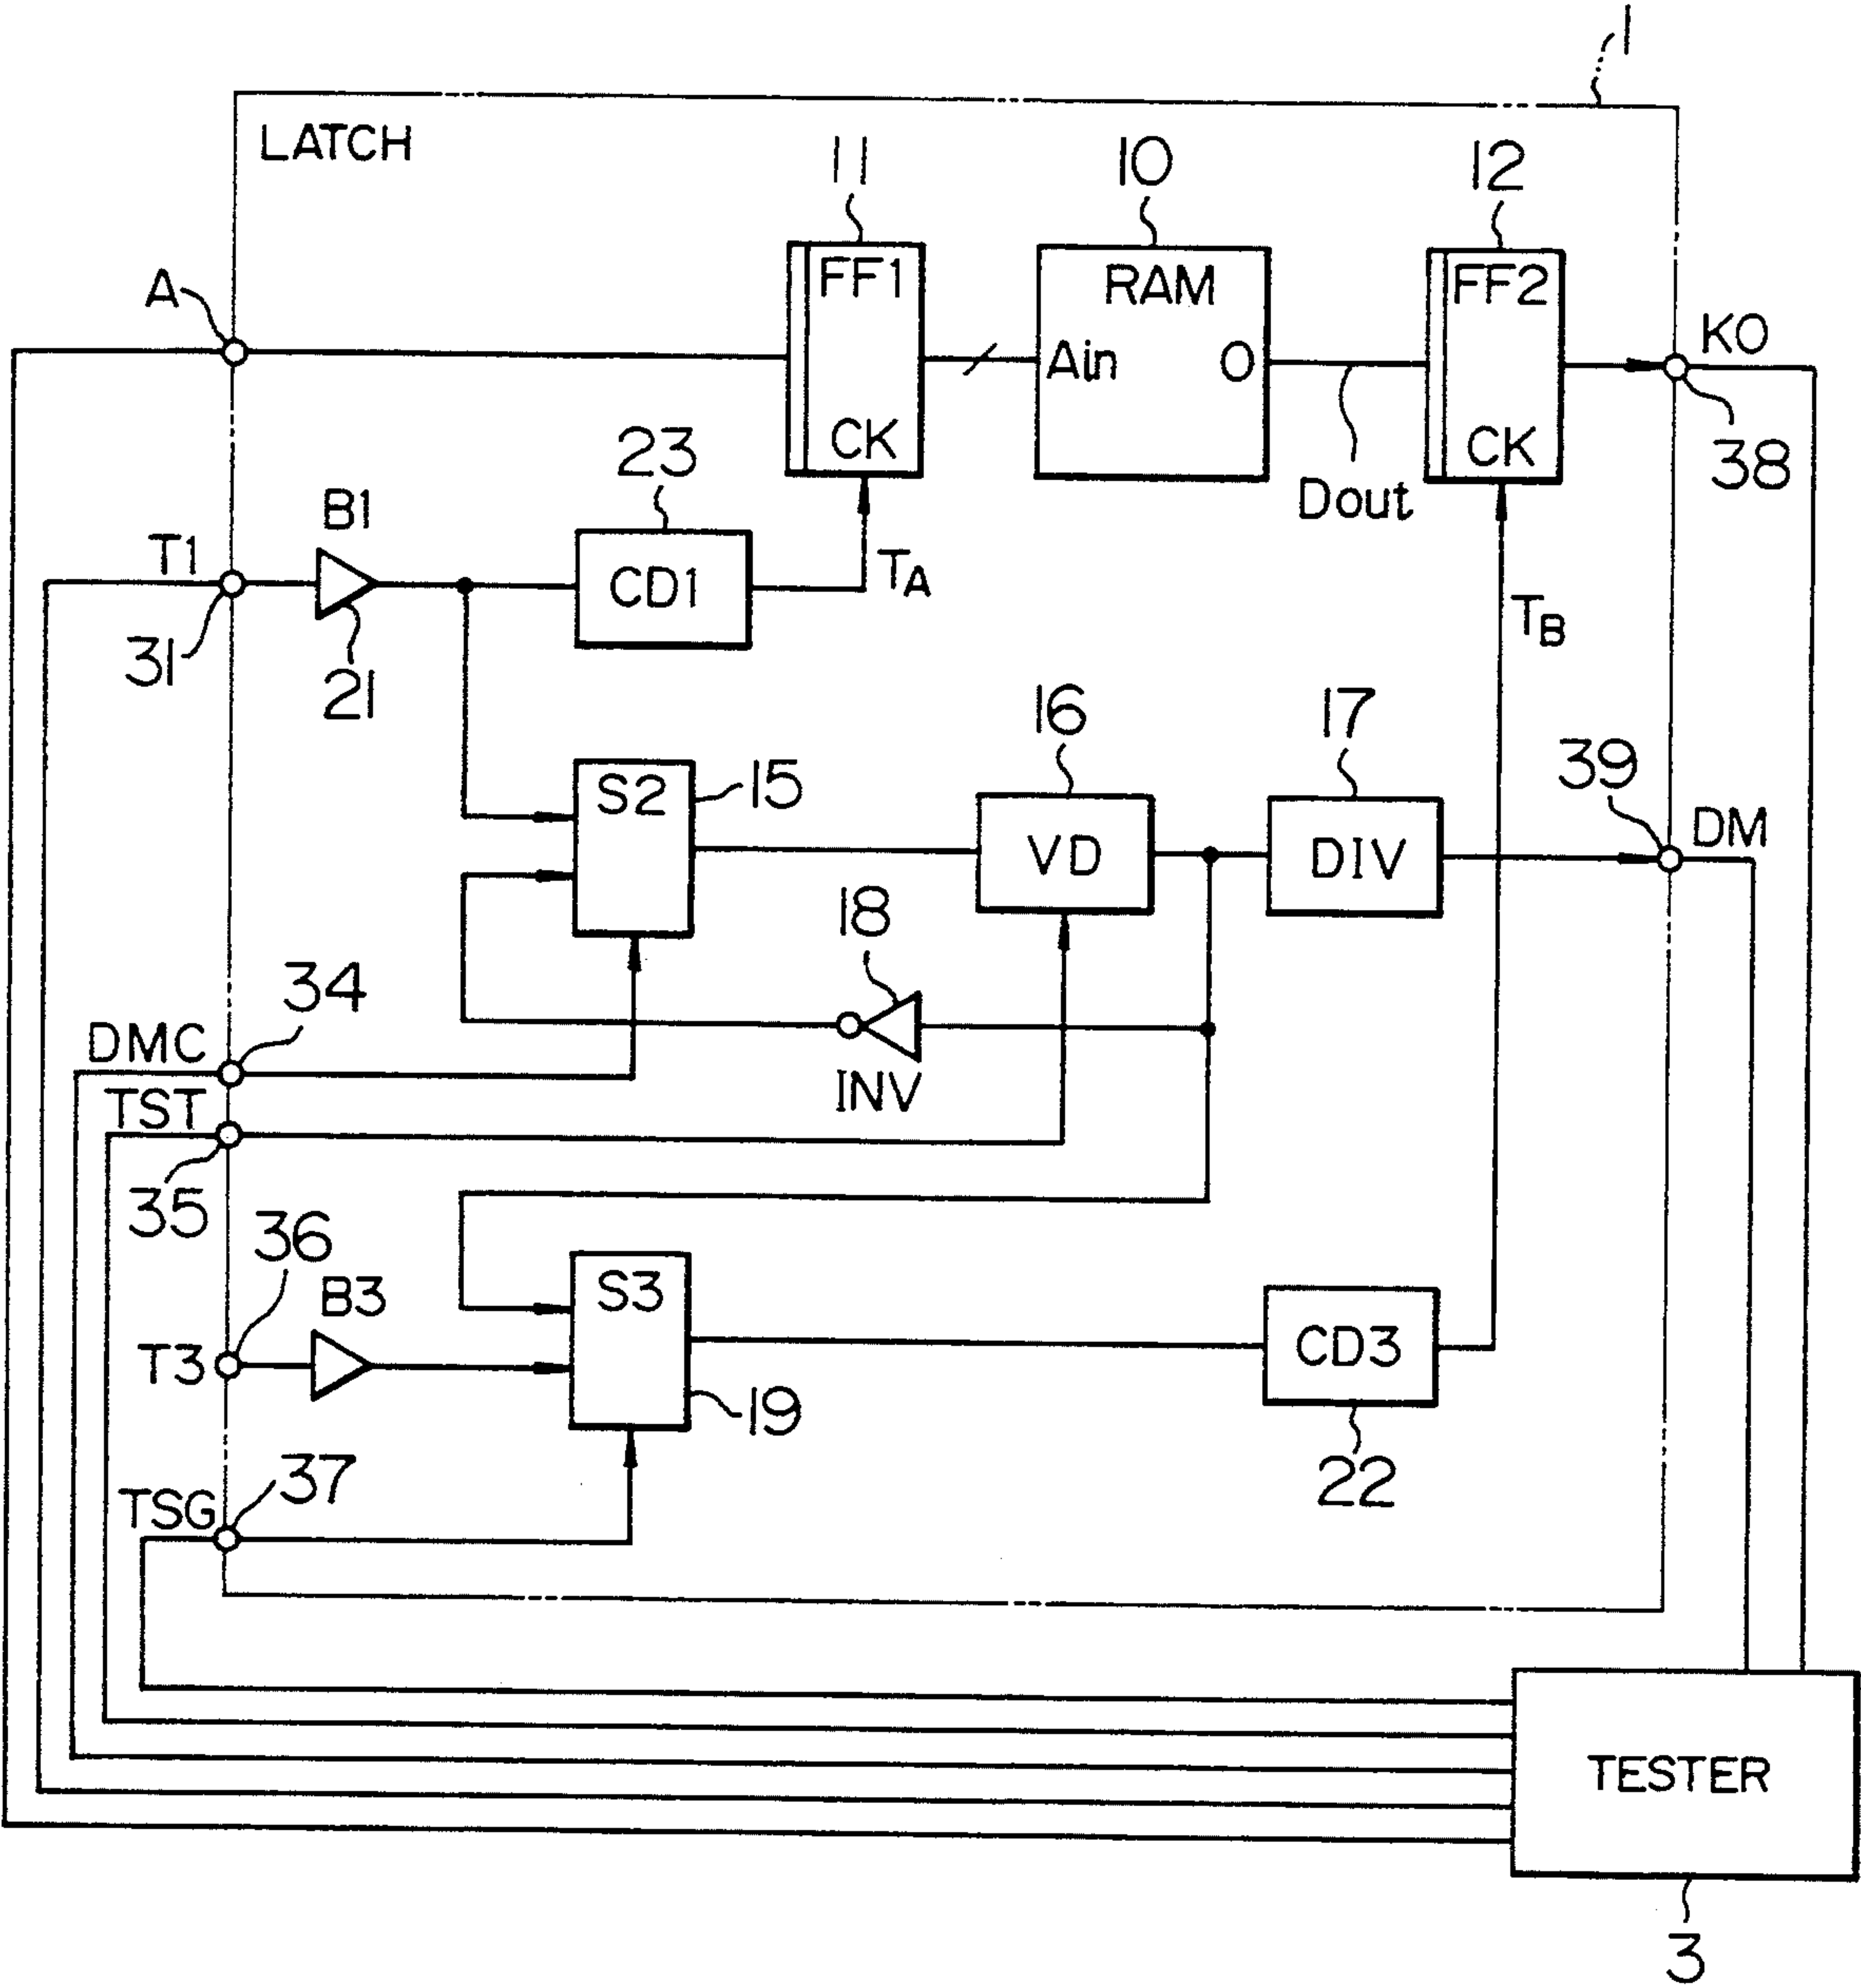 1
LATCH
11
10
12
A
FF1
RAM
FF2
KO
Ain
O
CK
CK
23
38
B1
Dout
T1
CD1
TA
TB
31
21
16
17
39
S2
15
DM
VD
DIV
18
34
DMC
INV
TST
35
36
B3
S3
T3
CD3
19
37
22
TSG
TESTER
3